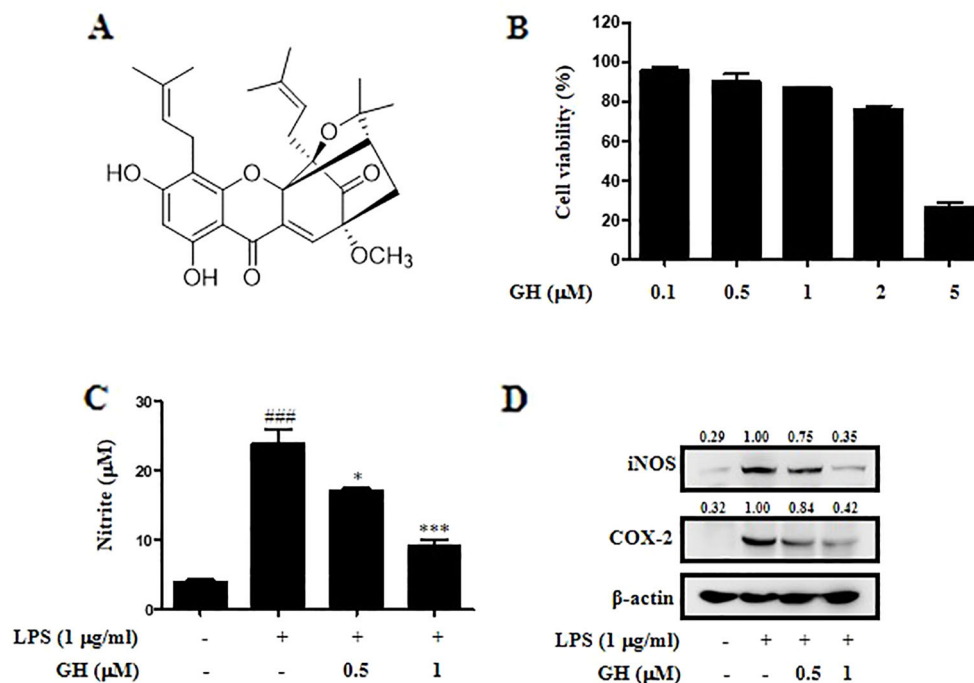 A
HO
O
O
O
OH
O
OCH3
B
Cell viability (%)
120
100
80
60
40
20
0
GH (μM) 0.1 0.5 1 2 5
C
Nitrite (μM)
30
20
10
0
###
*
***
LPS (1 μg/ml) - + + +
GH (μM) - - 0.5 1
D
0.29 1.00 0.75 0.35
iNOS
0.32 1.00 0.84 0.42
COX-2
β-actin
LPS (1 μg/ml) - + + +
GH (μM) - - 0.5 1